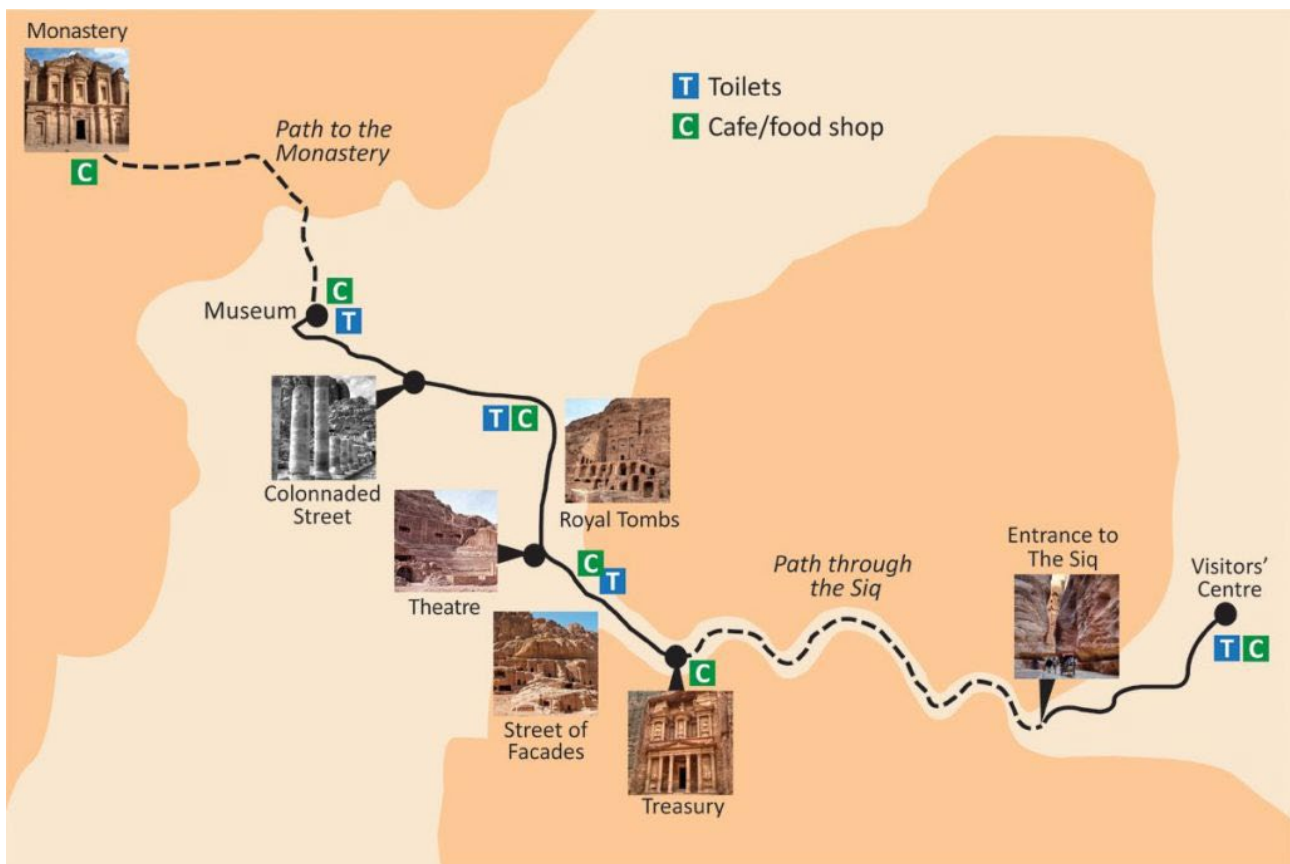 Monastery
Path to the
Monastery
C
T Toilets
C Cafe/food shop
C
Museum
T
T C
Colonnaded
Street
Royal Tombs
Theatre
C
T
Path through
the Siq
Entrance to
The Siq
Visitors'
Centre
T C
C
Street of
Facades
Treasury